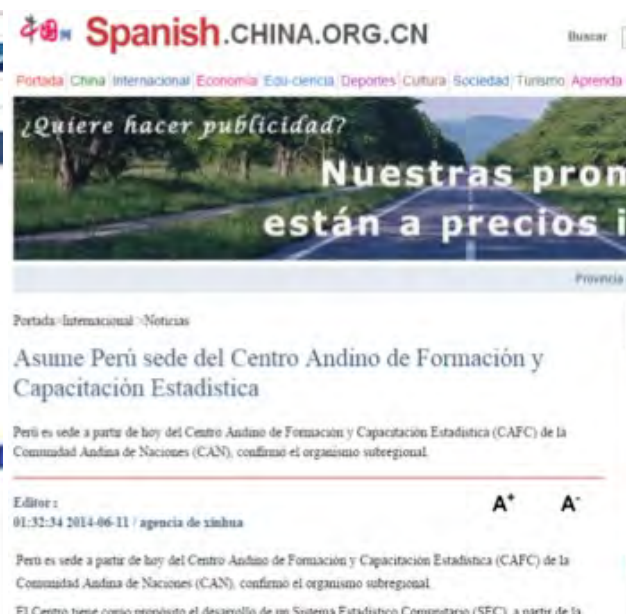 中国网 Spanish.CHINA.ORG.CN
Buscar
Portada China Internacional Economía Edu-ciencia Deportes Cultura Sociedad Turismo Aprenda
¿Quiere hacer publicidad?
Nuestras pron
están a precios i
Provincia
Portada>Internacional>Noticias
Asume Perú sede del Centro Andino de Formación y
Capacitación Estadística
Perú es sede a partir de hoy del Centro Andino de Formación y Capacitación Estadística (CAFC) de la
Comunidad Andina de Naciones (CAN), confirmó el organismo subregional.
Editor :
A+ A-
01:32:34 2014-06-11 / agencia de xinhua
Perú es sede a partir de hoy del Centro Andino de Formación y Capacitación Estadística (CAFC) de la
Comunidad Andina de Naciones (CAN), confirmó el organismo subregional.
El Centro tiene como propósito el desarrollo de un Sistema Estadístico Comunitario (SEC), a partir de la